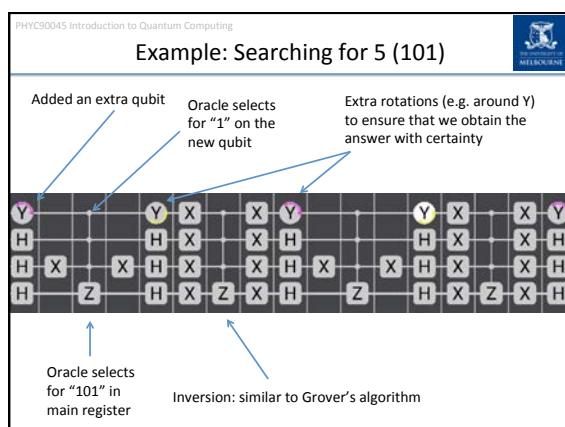 PHYC90045 Introduction to Quantum Computing
Example: Searching for 5 (101)
MELBOURNE
Added an extra qubit
Oracle selects
for "1" on the
new qubit
Extra rotations (e.g. around Y)
to ensure that we obtain the
answer with certainty
Y Y X X Y Y X X Y
H H X X H H X X H
H X X H X X H X X H X X H
H Z H X Z X H Z H X Z X H
Oracle selects
for "101" in
main register
Inversion: similar to Grover's algorithm